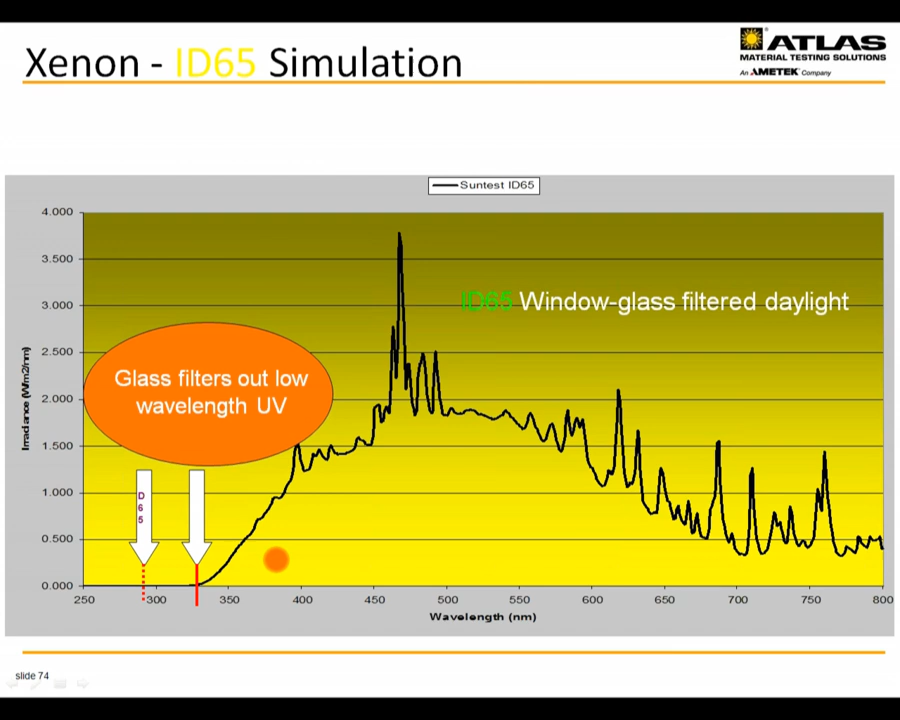 Xenon - ID65 Simulation
ATLAS
MATERIAL TESTING SOLUTIONS
An AMETEK Company
Suntest ID65
4.000
3.500
3.000
2.500
2.000
1.500
1.000
0.500
0.000
Irradiance (W/m2/nm)
ID65 Window-glass filtered daylight
Glass filters out low
wavelength UV
D
6
5
250 300 350 400 450 500 550 600 650 700 750 800
Wavelength (nm)
slide 74